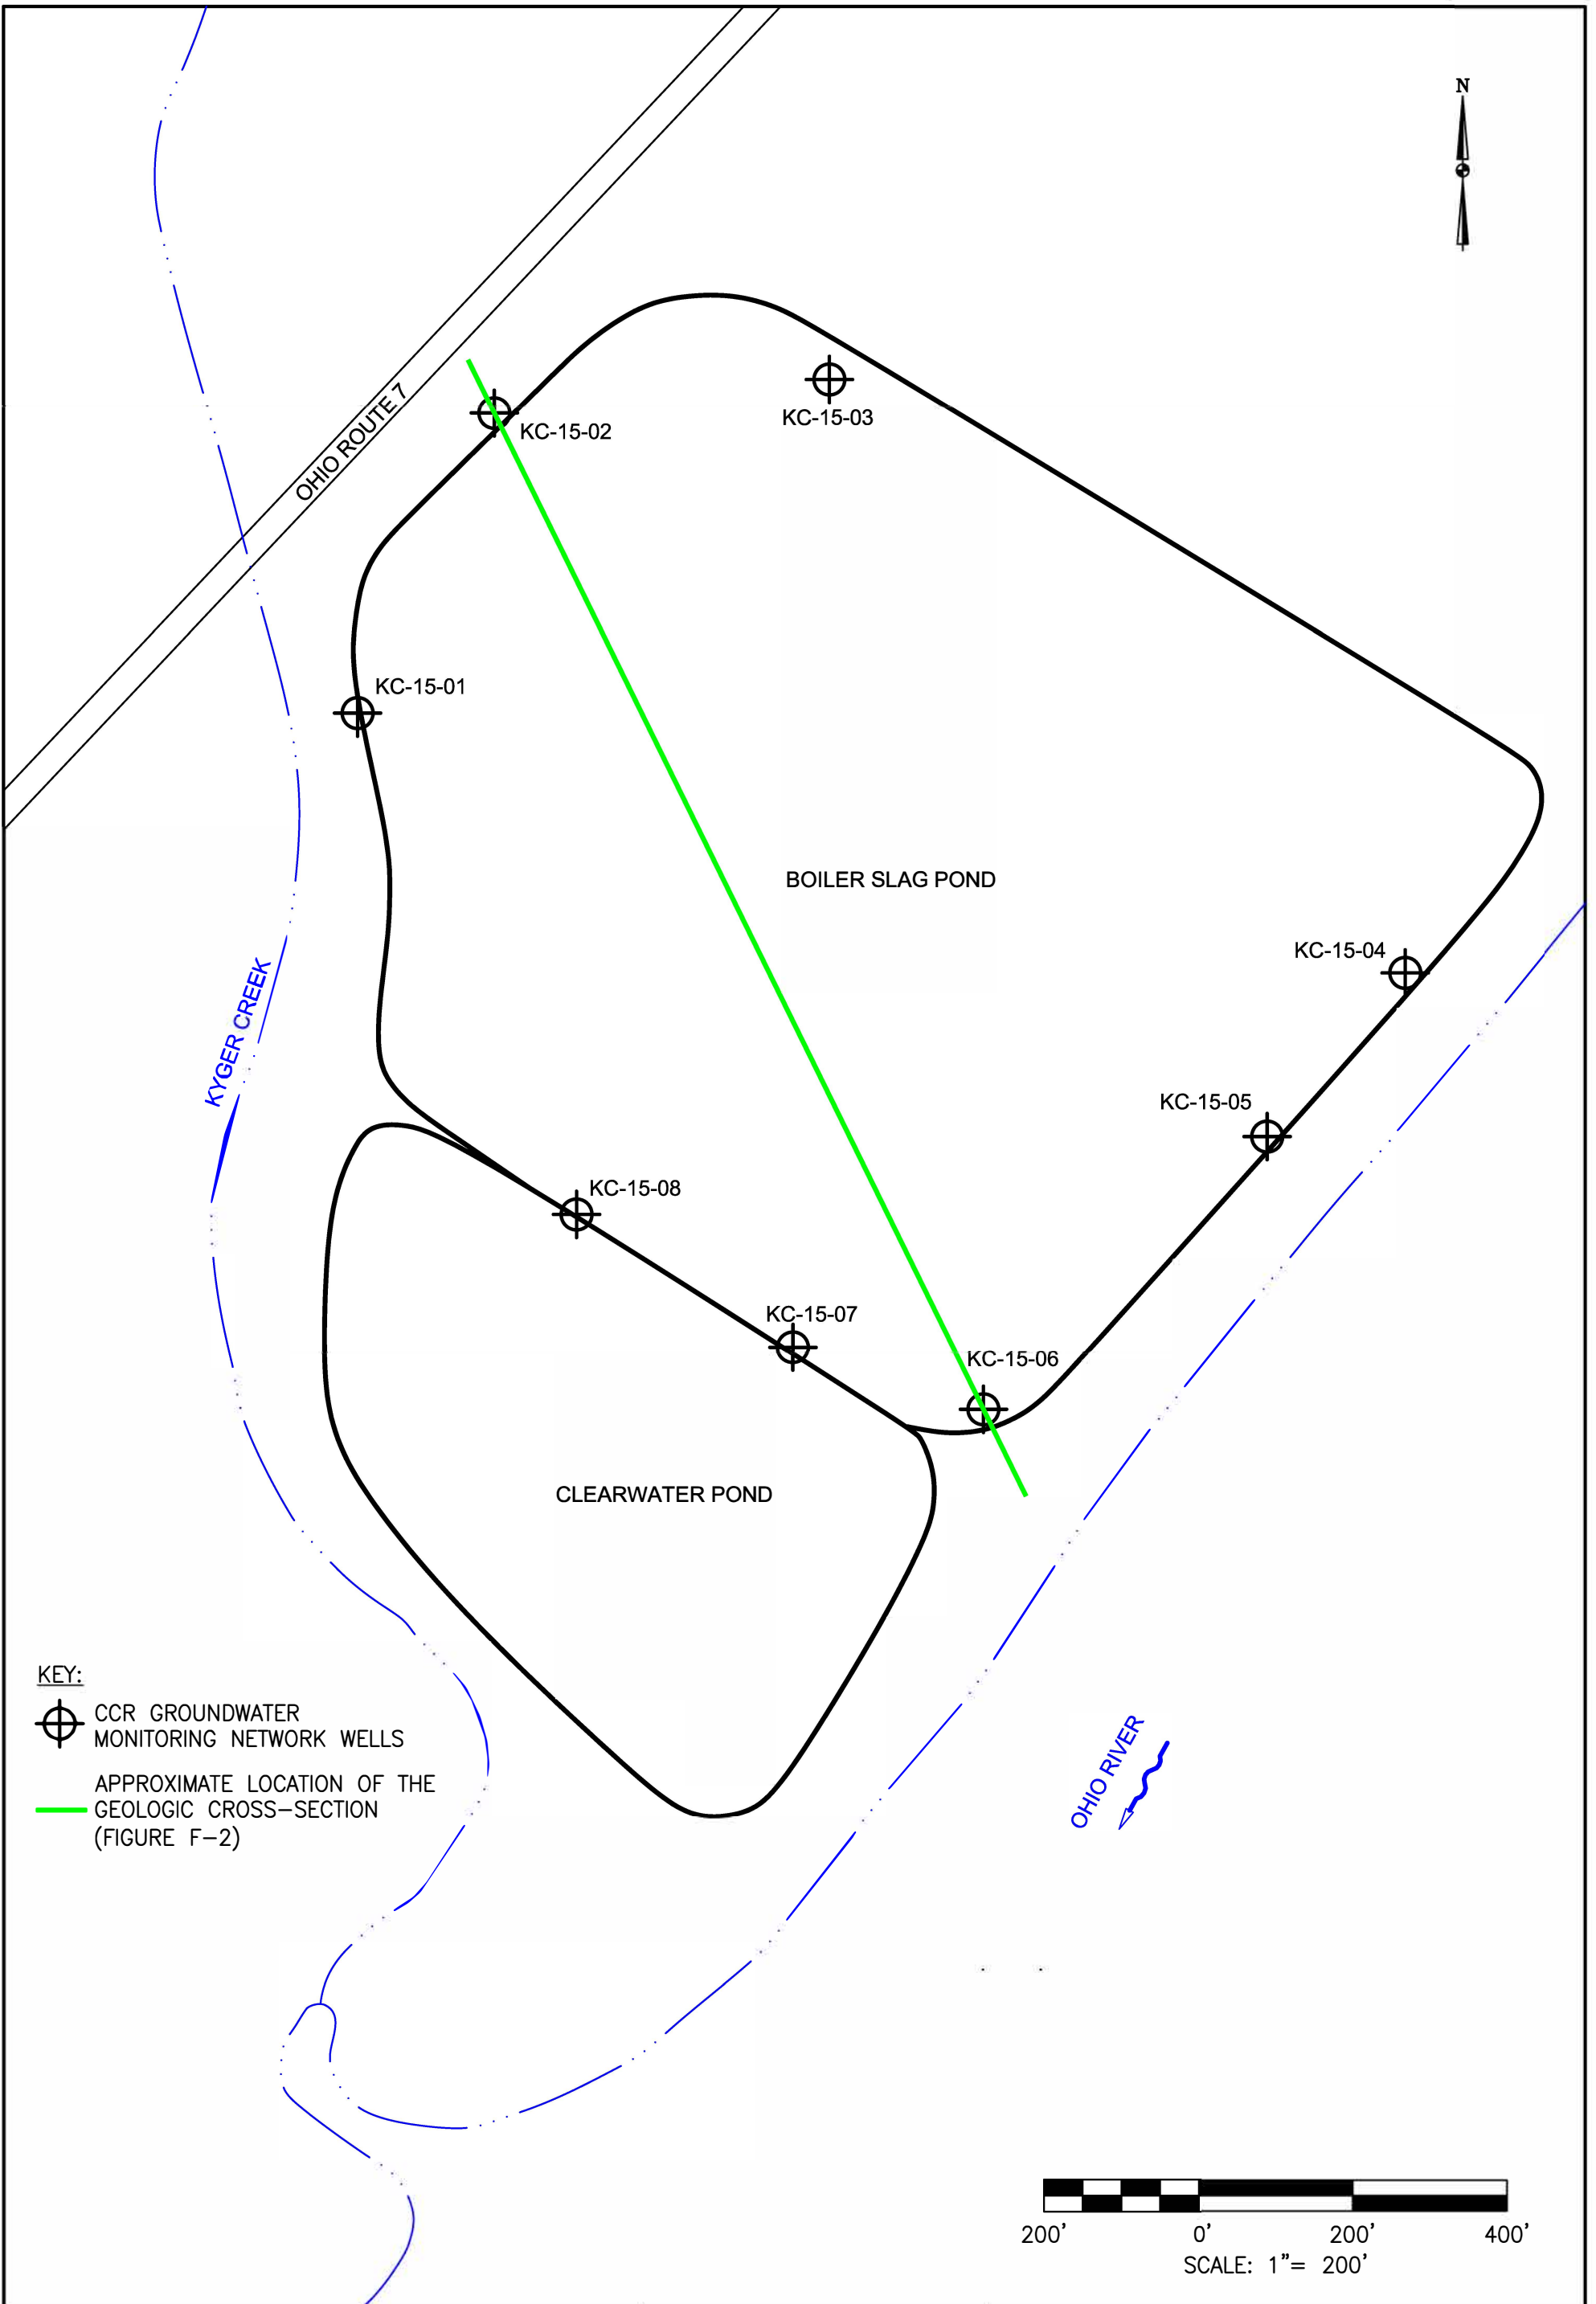 N
OHIO ROUTE 7
KC-15-03
KC-15-02
KC-15-01
BOILER SLAG POND
KC-15-04
KYGER CREEK
KC-15-05
KC-15-08
KC-15-07
KC-15-06
CLEARWATER POND
KEY:
CCR GROUNDWATER
MONITORING NETWORK WELLS
APPROXIMATE LOCATION OF THE
GEOLOGIC CROSS-SECTION
(FIGURE F-2)
OHIO RIVER
200' 0' 200' 400'
SCALE: 1"= 200'